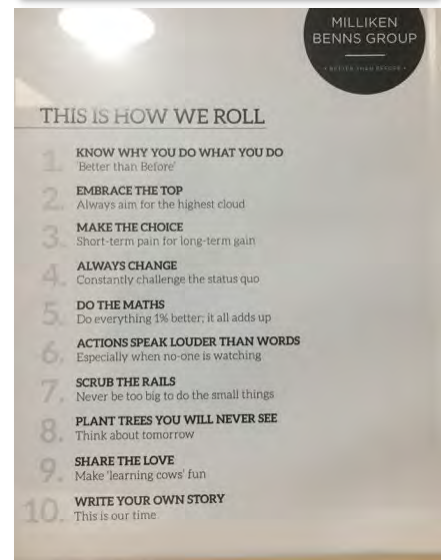 MILLIKEN
BENNS GROUP
• BETTER THAN BEFORE •
THIS IS HOW WE ROLL
1. KNOW WHY YOU DO WHAT YOU DO
'Better than Before'
2. EMBRACE THE TOP
Always aim for the highest cloud
3. MAKE THE CHOICE
Short-term pain for long-term gain
4. ALWAYS CHANGE
Constantly challenge the status quo
5. DO THE MATHS
Do everything 1% better; it all adds up
6. ACTIONS SPEAK LOUDER THAN WORDS
Especially when no-one is watching
7. SCRUB THE RAILS
Never be too big to do the small things
8. PLANT TREES YOU WILL NEVER SEE
Think about tomorrow
9. SHARE THE LOVE
Make 'learning cows' fun
10. WRITE YOUR OWN STORY
This is our time